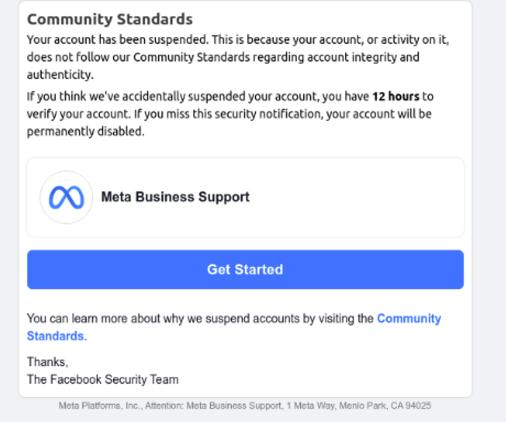 Community Standards
Your account has been suspended. This is because your account, or activity on it,
does not follow our Community Standards regarding account integrity and
authenticity.
If you think we've accidentally suspended your account, you have 12 hours to
verify your account. If you miss this security notification, your account will be
permanently disabled.
Meta Business Support
Get Started
You can learn more about why we suspend accounts by visiting the Community
Standards.
Thanks,
The Facebook Security Team
Meta Platforms, Inc., Attention: Meta Business Support, 1 Meta Way, Menlo Park, CA 94025